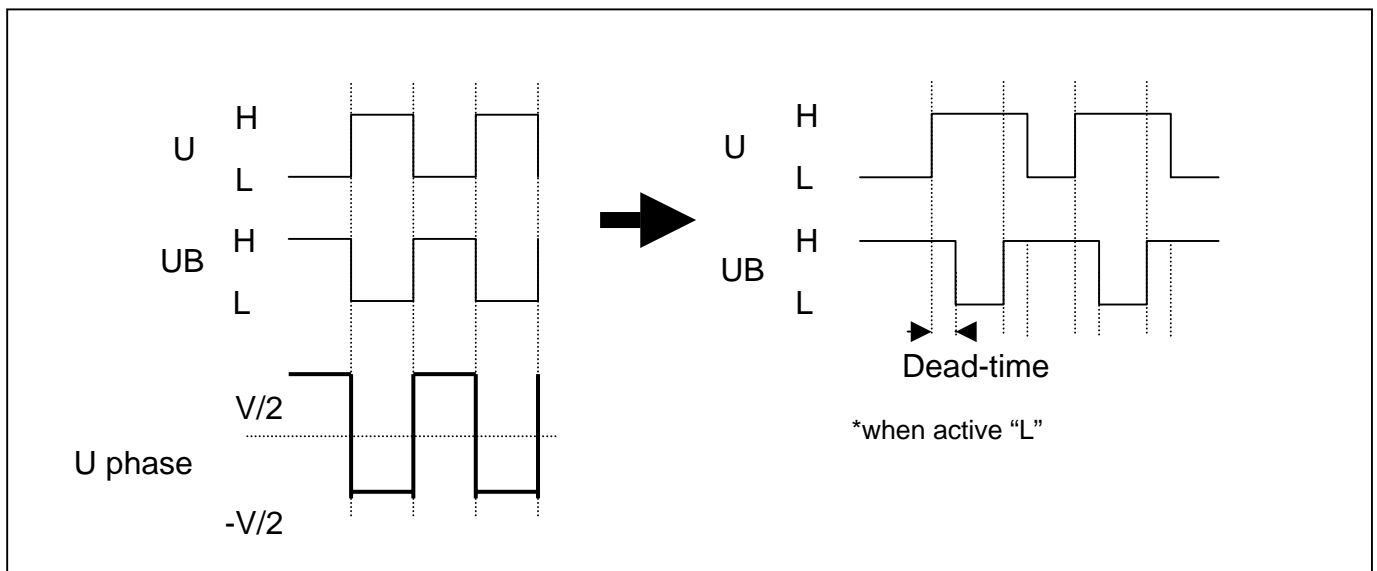 H
U
L
H
UB
L
V/2
U phase
-V/2
H
U
L
H
UB
L
Dead-time
*when active “L”